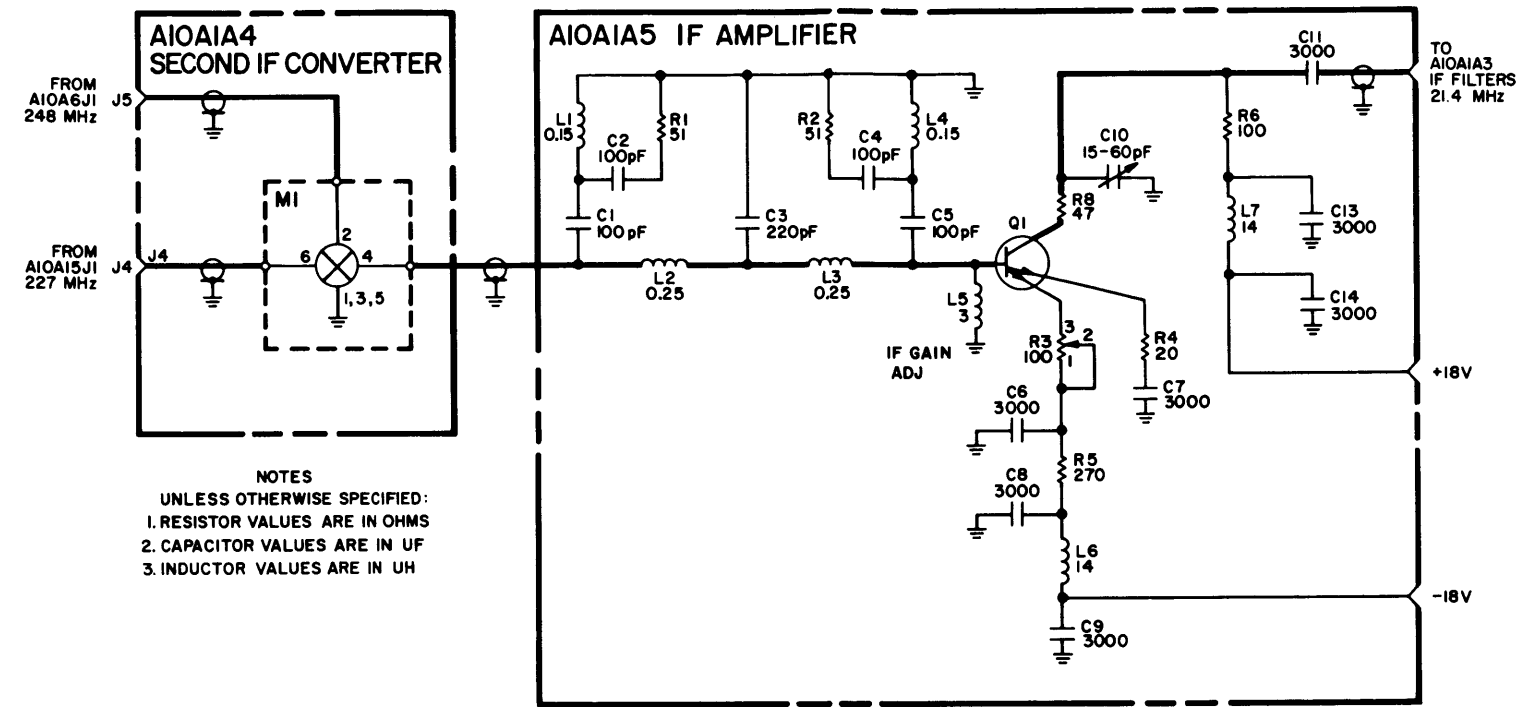 A10A1A4
SECOND IF CONVERTER
FROM
A10A6J1
248 MHz
J5
M1
2
6
4
1,3,5
FROM
A10A15J1
227 MHz
J4
J4
NOTES
UNLESS OTHERWISE SPECIFIED:
1. RESISTOR VALUES ARE IN OHMS
2. CAPACITOR VALUES ARE IN UF
3. INDUCTOR VALUES ARE IN UH
A10A1A5 IF AMPLIFIER
L1
0.15
C2
100pF
R1
51
R2
51
C4
100pF
L4
0.15
C1
100pF
C3
220pF
C5
100pF
L2
0.25
L3
0.25
L5
3
Q1
IF GAIN
ADJ
C11
3000
TO
A10A1A3
IF FILTERS
21.4 MHz
R6
100
C10
15-60pF
R8
47
L7
14
C13
3000
C14
3000
R3
100
3
2
1
R4
20
C7
3000
+18V
C6
3000
R5
270
C8
3000
L6
14
-18V
C9
3000